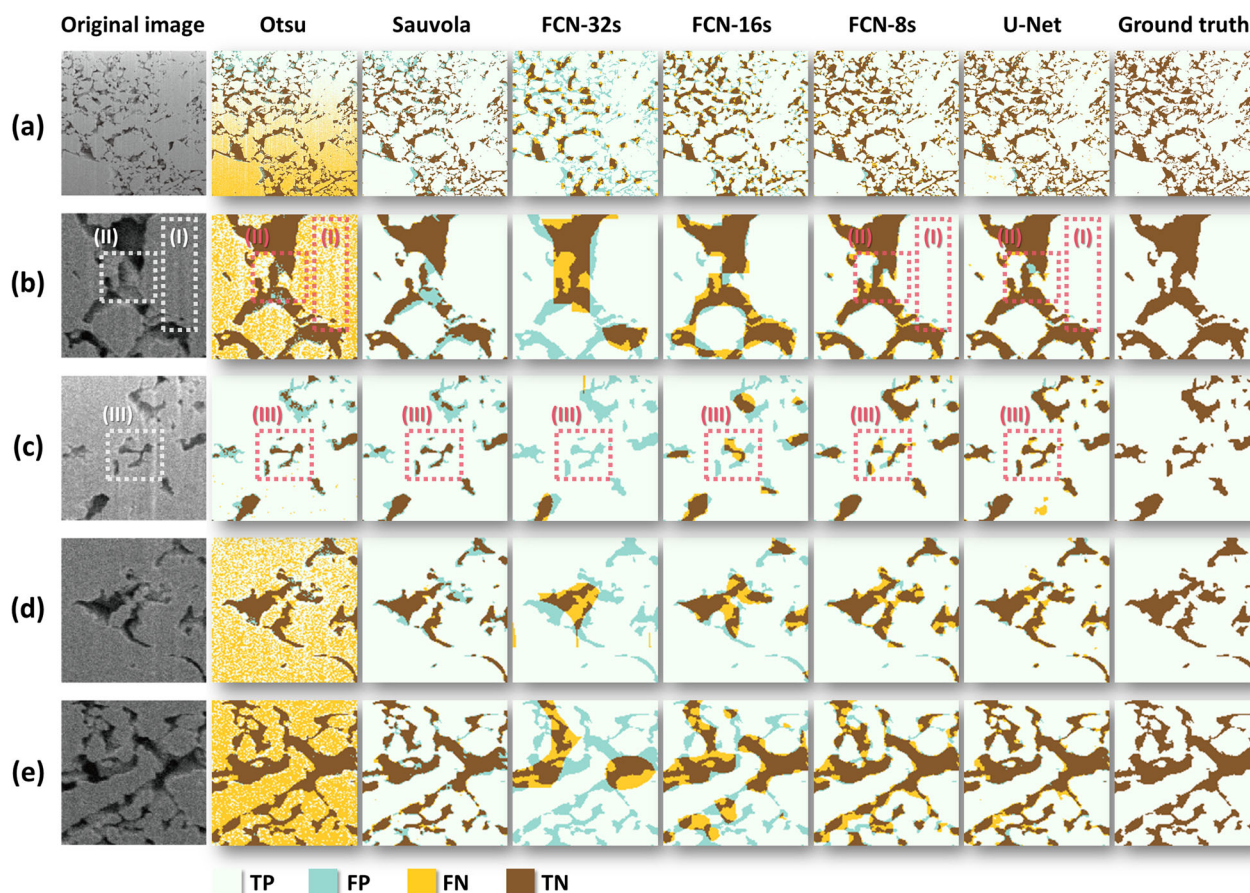 Original image Otsu Sauvola FCN-32s FCN-16s FCN-8s U-Net Ground truth
(a)
(b) (II) (I) (II) (I) (II) (I) (II) (I)
(c) (III) (III) (III) (III) (III) (III) (III)
(d)
(e)
TP FP FN TN